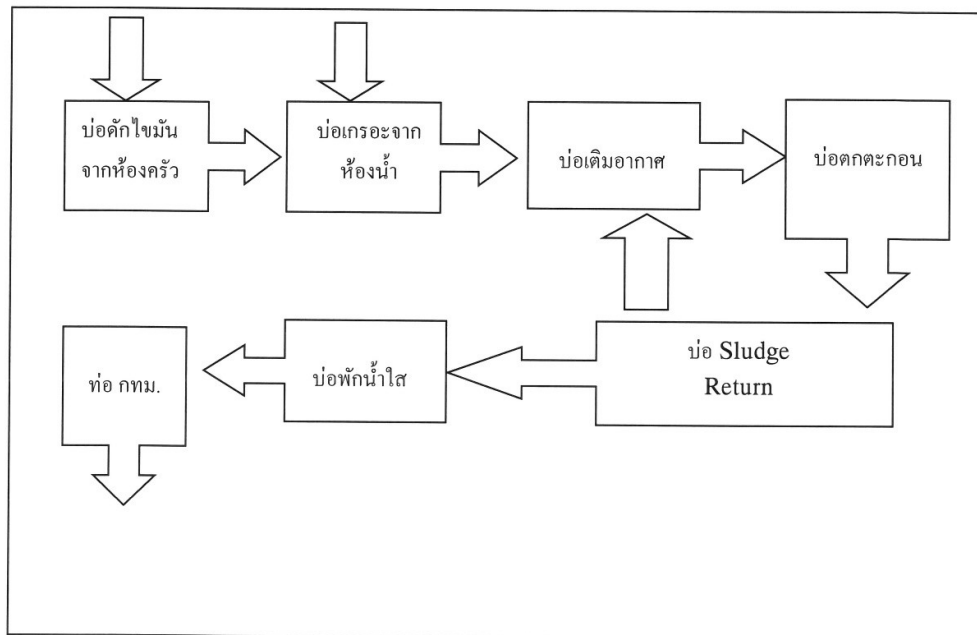 บ่อดักไขมัน
จากห้องครัว
บ่อเกรอะจาก
ห้องน้ำ
บ่อเติมอากาศ
บ่อตกตะกอน
ท่อ กทม.
บ่อพักน้ำใส
บ่อ Sludge
Return